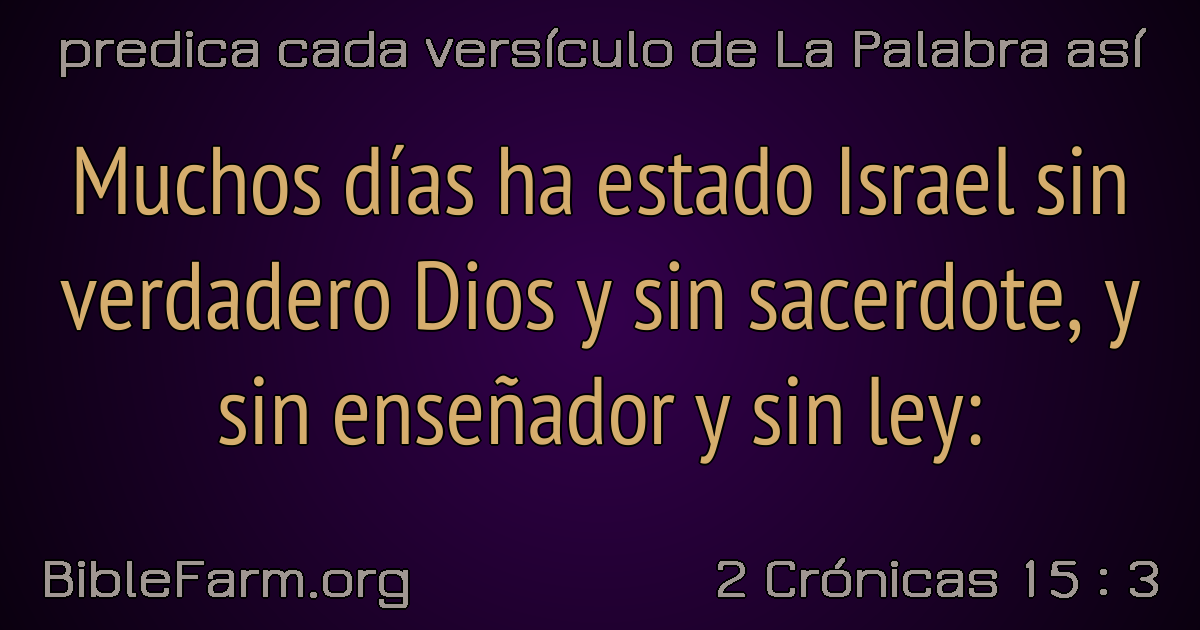 predica cada versículo de La Palabra así
Muchos días ha estado Israel sin
verdadero Dios y sin sacerdote, y
sin enseñador y sin ley:
BibleFarm.org
2 Crónicas 15 : 3